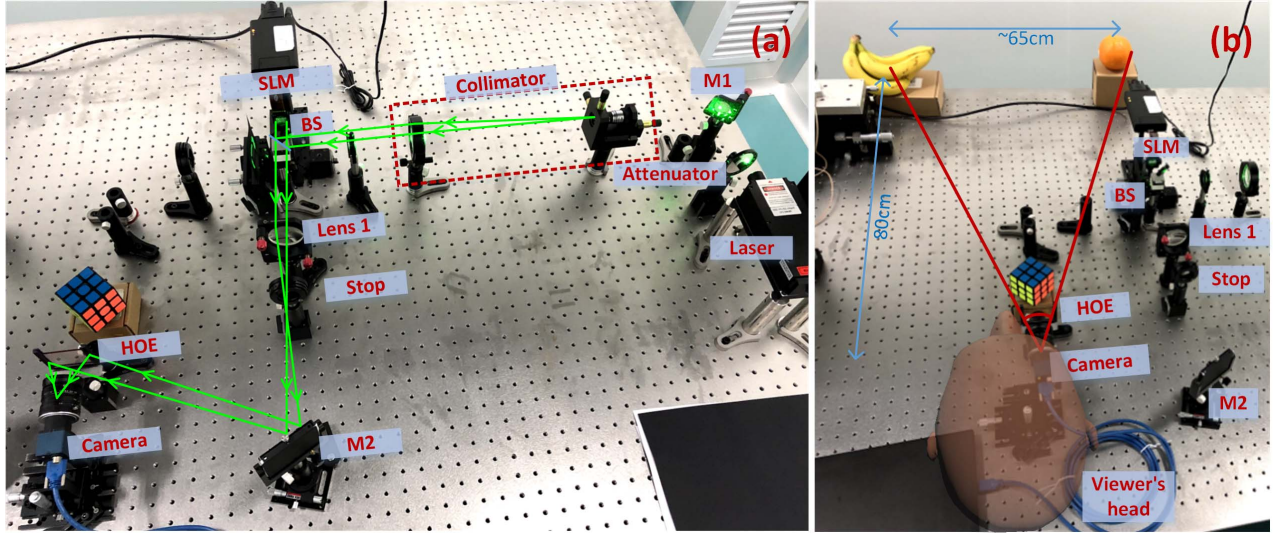 (a)
SLM
Collimator
M1
BS
Attenuator
Lens 1
Laser
Stop
HOE
Camera
M2
(b)
~65cm
SLM
80cm
BS
Lens 1
Stop
HOE
Camera
M2
Viewer's
head